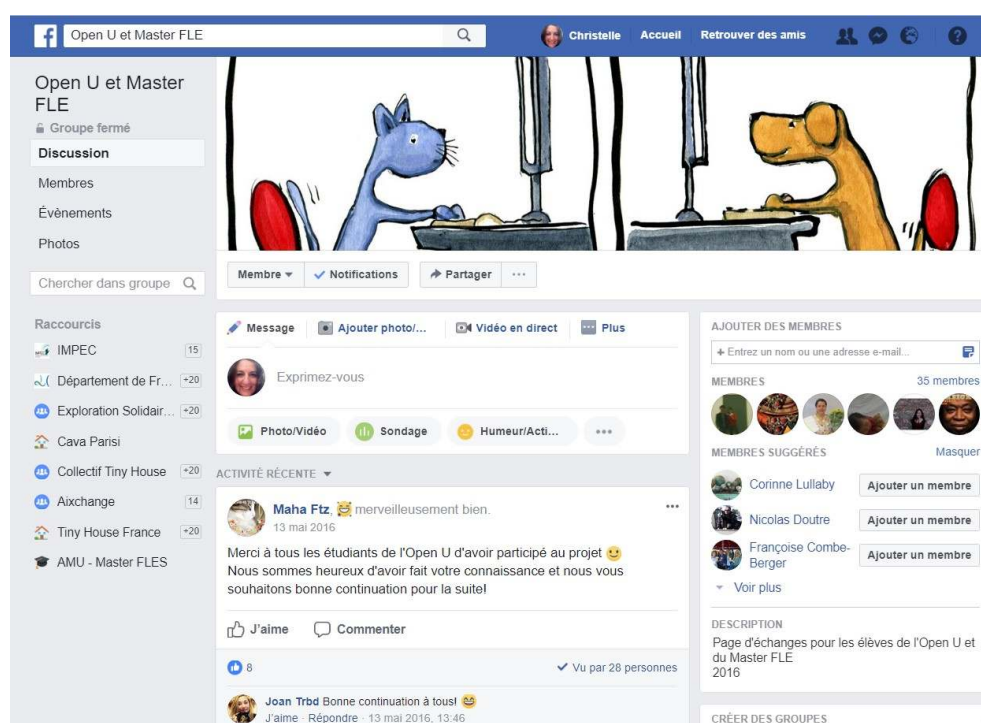 Open U et Master FLE
Christelle Accueil Retrouver des amis
Open U et Master
FLE
Groupe fermé
Discussion
Membres
Évènements
Photos
Chercher dans groupe
Raccourcis
IMPEC 15
Département de Fr... +20
Exploration Solidair... +20
Cava Parisi
Collectif Tiny House +20
Aixchange 14
Tiny House France +20
AMU - Master FLES
Membre Notifications Partager ...
Message Ajouter photo/... Vidéo en direct Plus
Exprimez-vous
Photo/Vidéo Sondage Humeur/Acti... ...
ACTIVITÉ RÉCENTE
Maha Ftz, merveilleusement bien.
13 mai 2016
Merci à tous les étudiants de l'Open U d'avoir participé au projet
Nous sommes heureux d'avoir fait votre connaissance et nous vous
souhaitons bonne continuation pour la suite!
J'aime Commenter
8 Vu par 28 personnes
Joan Trbd Bonne continuation à tous!
J'aime · Répondre · 13 mai 2016, 13:46
AJOUTER DES MEMBRES
+ Entrez un nom ou une adresse e-mail...
MEMBRES 35 membres
MEMBRES SUGGÉRÉS Masquer
Corinne Lullaby Ajouter un membre
Nicolas Doutre Ajouter un membre
Françoise Combe-
Berger Ajouter un membre
Voir plus
DESCRIPTION
Page d'échanges pour les élèves de l'Open U et
du Master FLE
2016
CRÉER DES GROUPES